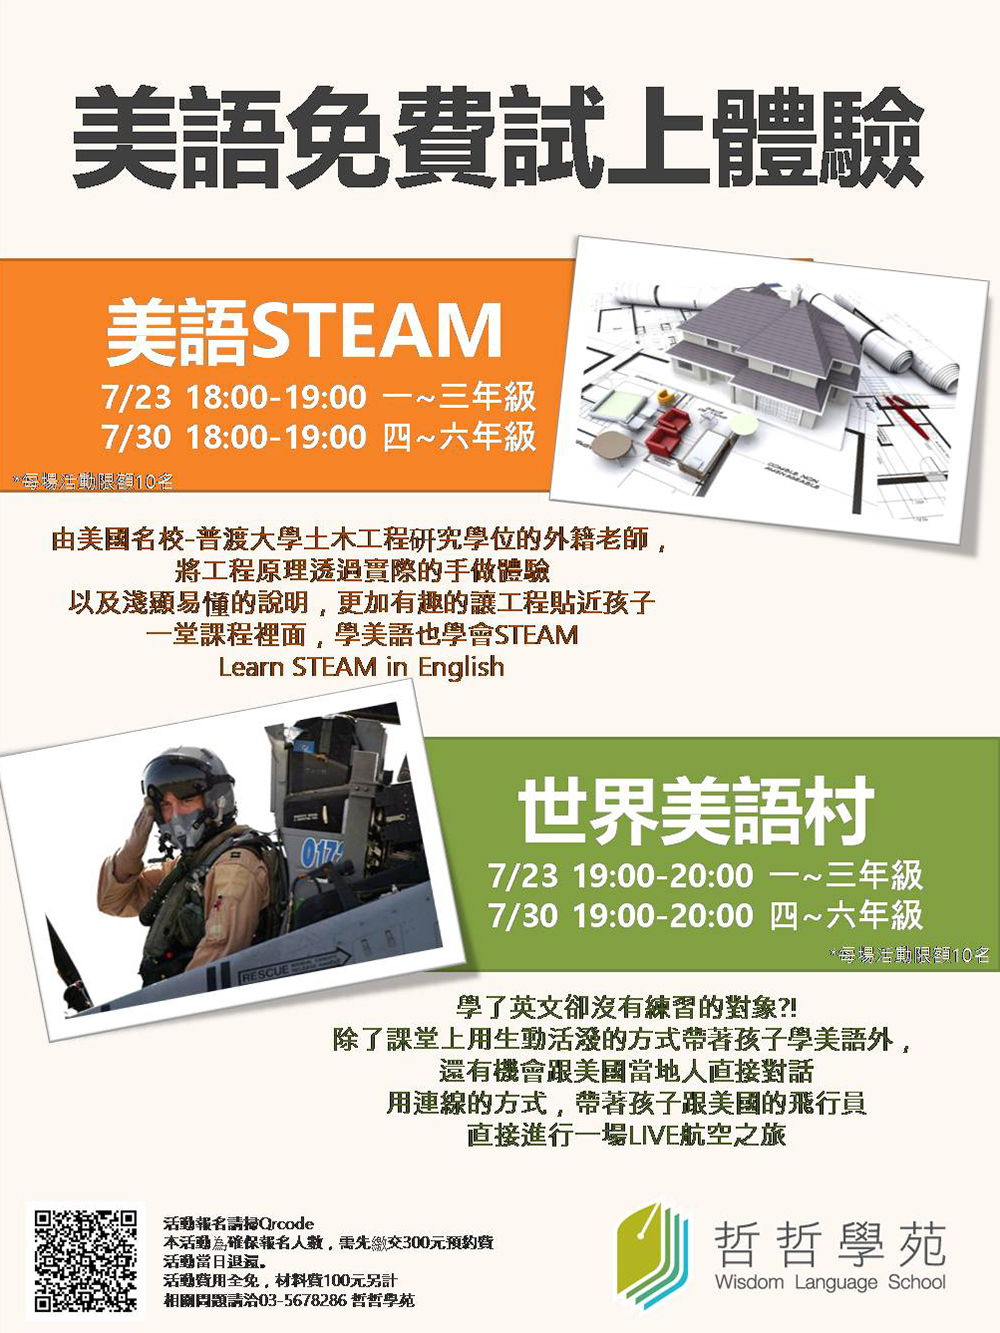 美語免費試上體驗
美語STEAM
7/23 18:00-19:00 一~三年級
7/30 18:00-19:00 四~六年級
*每場活動限額10名
由美國名校-普渡大學土木工程研究學位的外籍老師，
將工程原理透過實際的手做體驗
以及淺顯易懂的說明，更加有趣的讓工程貼近孩子
一堂課程裡面，學美語也學會STEAM
Learn STEAM in English
017
RESCUE
世界美語村
7/23 19:00-20:00 一~三年級
7/30 19:00-20:00 四~六年級
*每場活動限額10名
學了英文卻沒有練習的對象?!
除了課堂上用生動活潑的方式帶著孩子學美語外，
還有機會跟美國當地人直接對話
用連線的方式，帶著孩子跟美國的飛行員
直接進行一場LIVE航空之旅
活動報名請掃Qrcode
本活動為確保報名人數，需先繳交300元預約費
活動當日退還。
活動費用全免，材料費100元另計
相關問題請洽03-5678286 哲哲學苑
哲哲學苑
Wisdom Language School